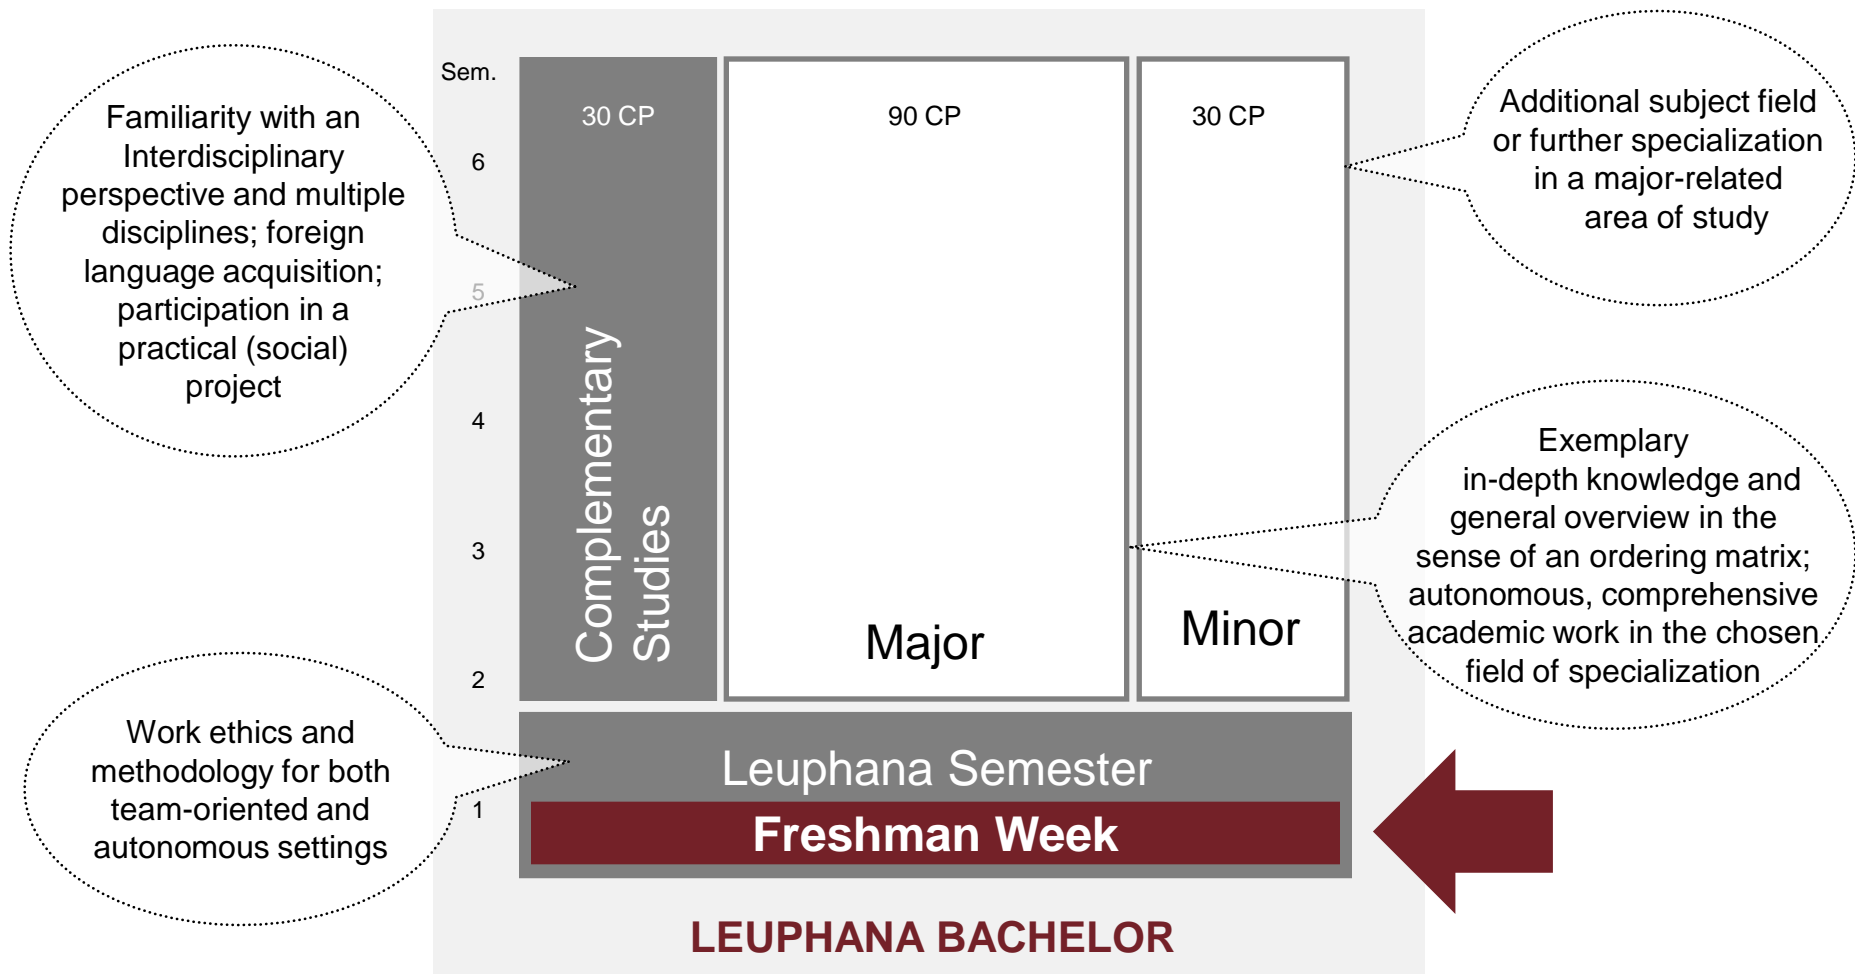 Sem.
30 CP
90 CP
30 CP
Familiarity with an
Interdisciplinary
perspective and multiple
disciplines; foreign
language acquisition;
participation in a
practical (social)
project
Additional subject field
or further specialization
in a major-related
area of study
6
5
4
3
2
1
Complementary
Studies
Major
Minor
Exemplary
in-depth knowledge and
general overview in the
sense of an ordering matrix;
autonomous, comprehensive
academic work in the chosen
field of specialization
Work ethics and
methodology for both
team-oriented and
autonomous settings
Leuphana Semester
Freshman Week
LEUPHANA BACHELOR